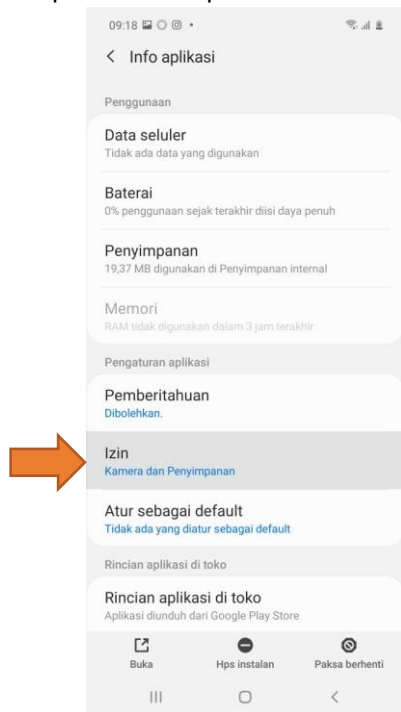 09:18
Info aplikasi
Penggunaan
Data seluler
Tidak ada data yang digunakan
Baterai
0% penggunaan sejak terakhir diisi daya penuh
Penyimpanan
19,37 MB digunakan di Penyimpanan internal
Memori
RAM tidak digunakan dalam 3 jam terakhir
Pengaturan aplikasi
Pemberitahuan
Dibolehkan.
Izin
Kamera dan Penyimpanan
Atur sebagai default
Tidak ada yang diatur sebagai default
Rincian aplikasi di toko
Rincian aplikasi di toko
Aplikasi diunduh dari Google Play Store
Buka Hps instalan Paksa berhenti